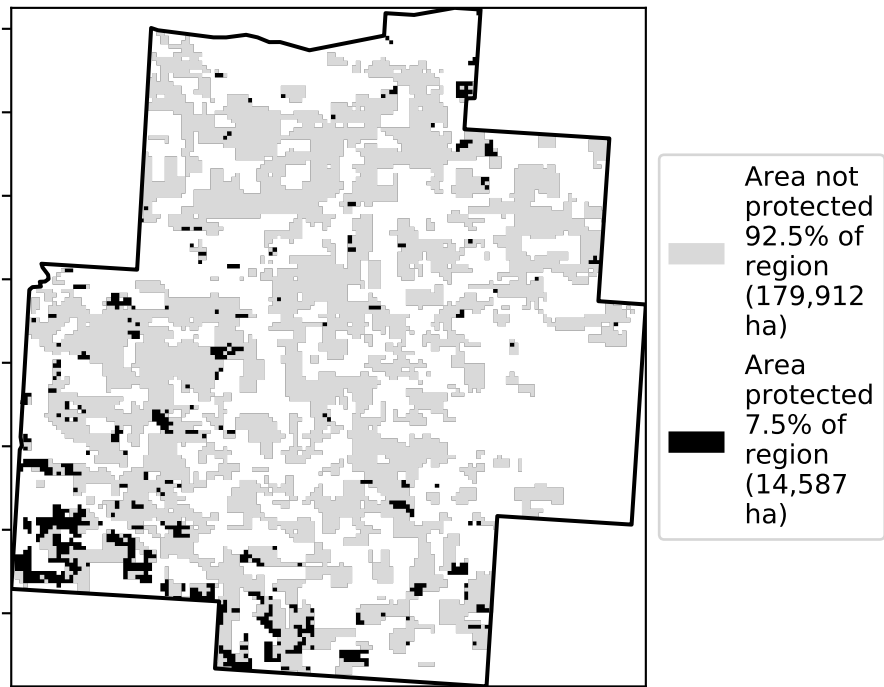 Area not
protected
92.5% of
region
(179,912
ha)
Area
protected
7.5% of
region
(14,587
ha)